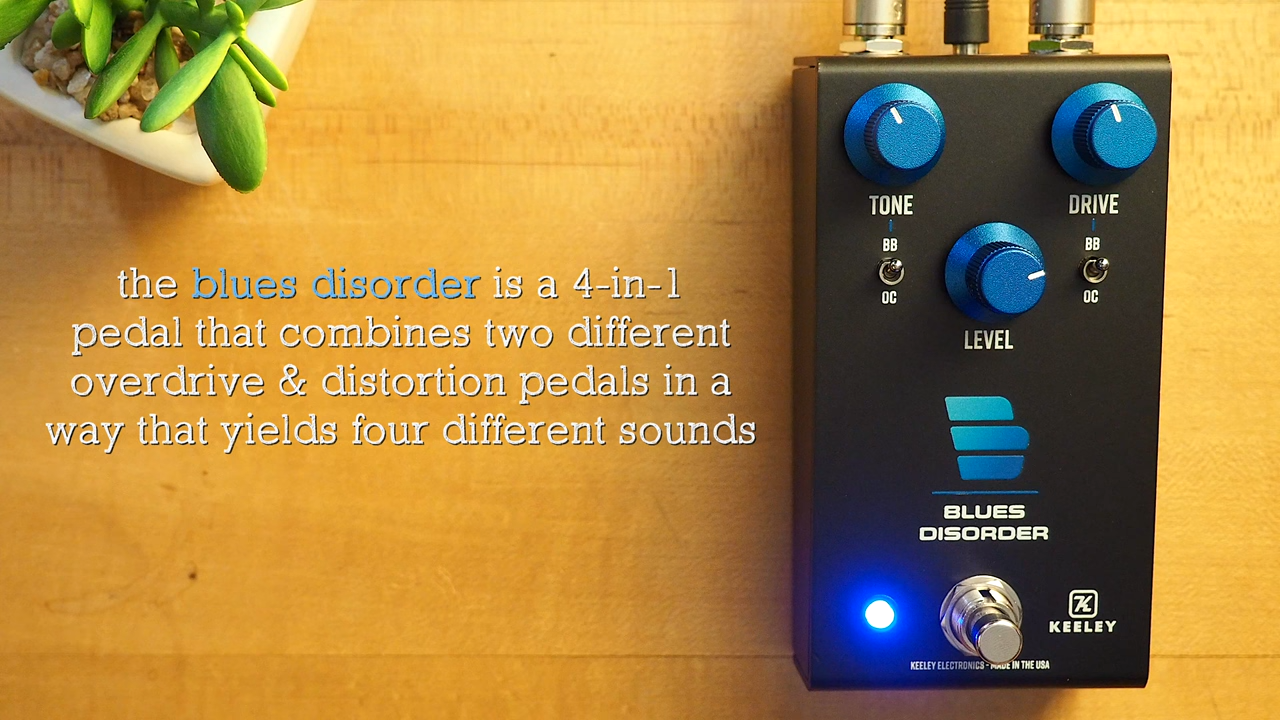 the blues disorder is a 4-in-1
pedal that combines two different
overdrive & distortion pedals in a
way that yields four different sounds
TONE
DRIVE
BB
BB
OC
OC
LEVEL
BLUES
DISORDER
KEELEY
KEELEY ELECTRONICS - MADE IN THE USA